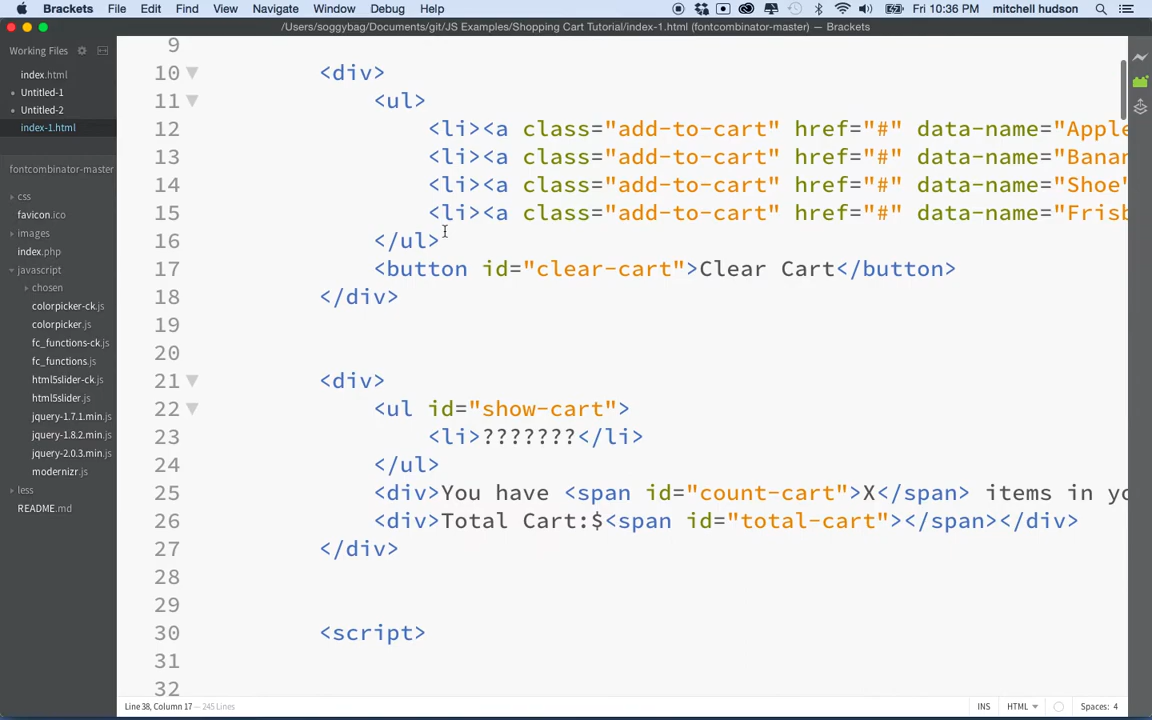 Brackets File Edit Find View Navigate Window Debug Help Fri 10:36 PM mitchell hudson
/Users/soggybag/Documents/git/JS Examples/Shopping Cart Tutorial/index-1.html (fontcombinator-master) — Brackets
Working Files
index.html
Untitled-1
Untitled-2
index-1.html
fontcombinator-master
css
favicon.ico
images
index.php
javascript
chosen
colorpicker-ck.js
colorpicker.js
fc_functions-ck.js
fc_functions.js
html5slider-ck.js
html5slider.js
jquery-1.7.1.min.js
jquery-1.8.2.min.js
jquery-2.0.3.min.js
modernizr.js
less
README.md
9
10 <div>
11 <ul>
12 <li><a class="add-to-cart" href="#" data-name="Apple
13 <li><a class="add-to-cart" href="#" data-name="Banan
14 <li><a class="add-to-cart" href="#" data-name="Shoe"
15 <li><a class="add-to-cart" href="#" data-name="Frisb
16 </ul>
17 <button id="clear-cart">Clear Cart</button>
18 </div>
19
20
21 <div>
22 <ul id="show-cart">
23 <li>???????</li>
24 </ul>
25 <div>You have <span id="count-cart">X</span> items in yo
26 <div>Total Cart:$<span id="total-cart"></span></div>
27 </div>
28
29
30 <script>
31
32
Line 38, Column 17 — 245 Lines INS HTML Spaces: 4